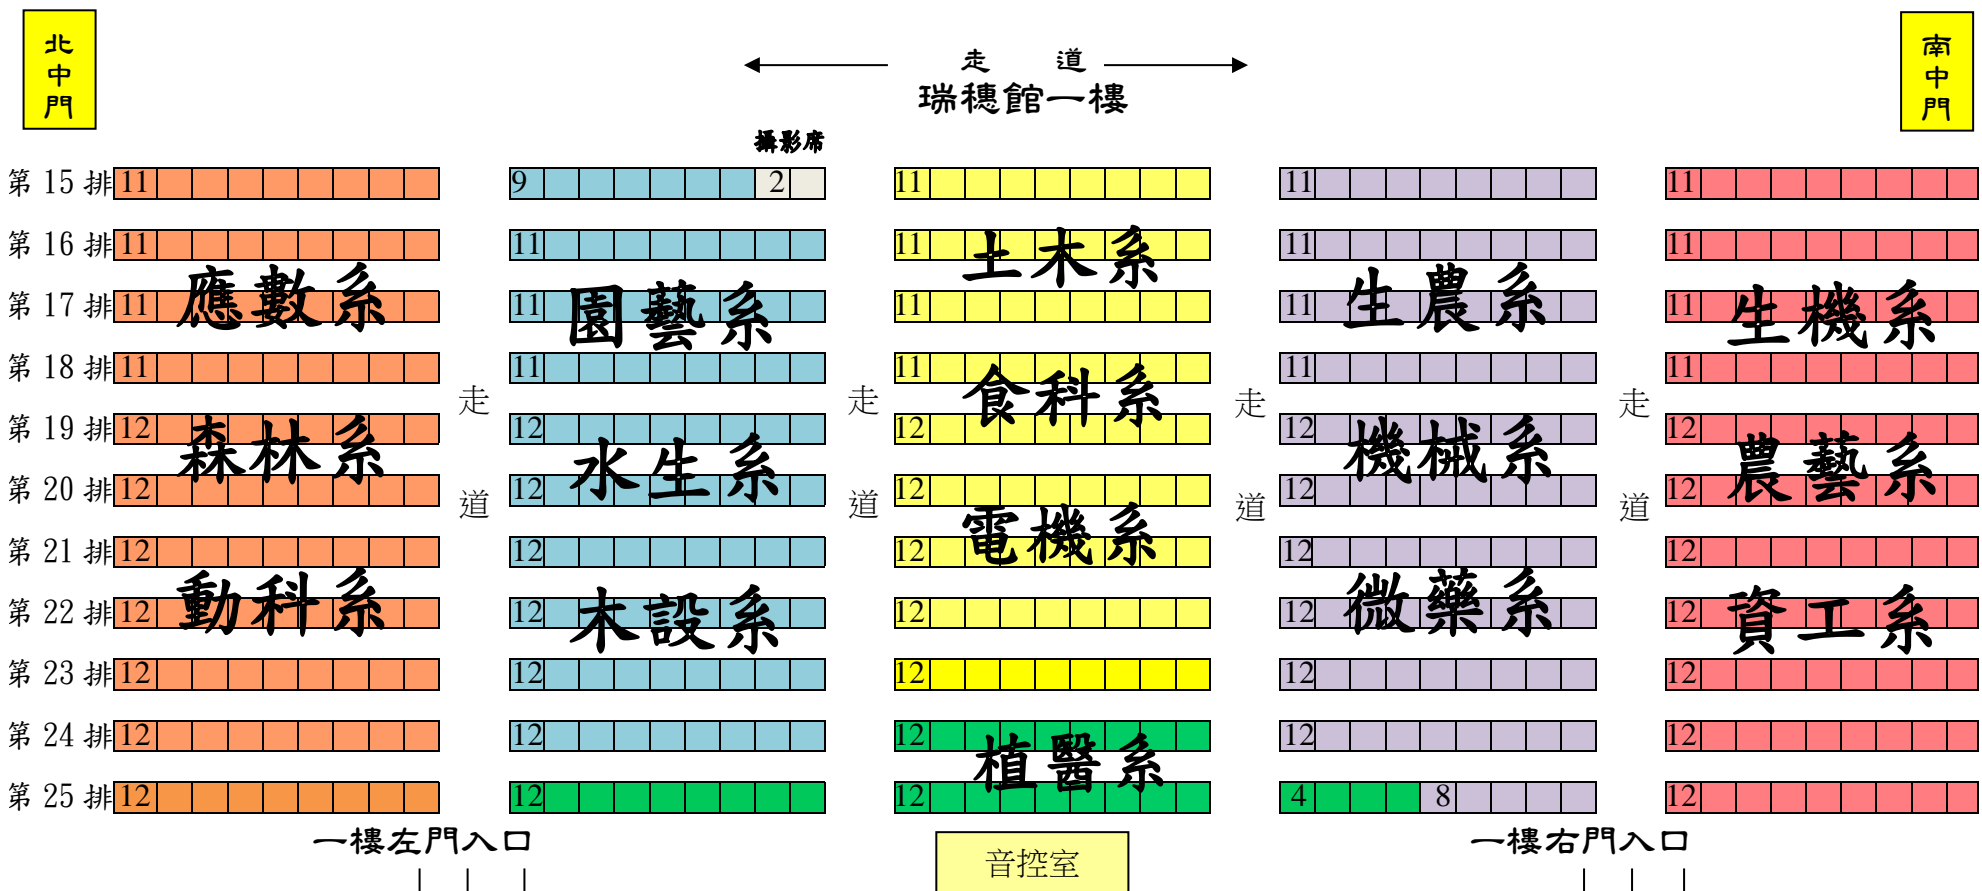 北中門
走 道
南中門
瑞穗館一樓
攝影席
第 15 排 11 9 2 11 11 11
第 16 排 11 11 11 11 11
土木系
應數系 園藝系 生農系 生機系
第 17 排 11 11 11 11 11
第 18 排 11 11 11 11 11
走 走 走 走
食科系
第 19 排 12 12 12 12 12
森林系 水生系 機械系 農藝系
第 20 排 12 12 12 12 12
道 道 道 道
電機系
第 21 排 12 12 12 12 12
動科系 木設系 微藥系 資工系
第 22 排 12 12 12 12 12
第 23 排 12 12 12 12 12
第 24 排 12 12 12 12 12
植醫系
第 25 排 12 12 12 4 8 12
一樓左門入口 一樓右門入口
音控室